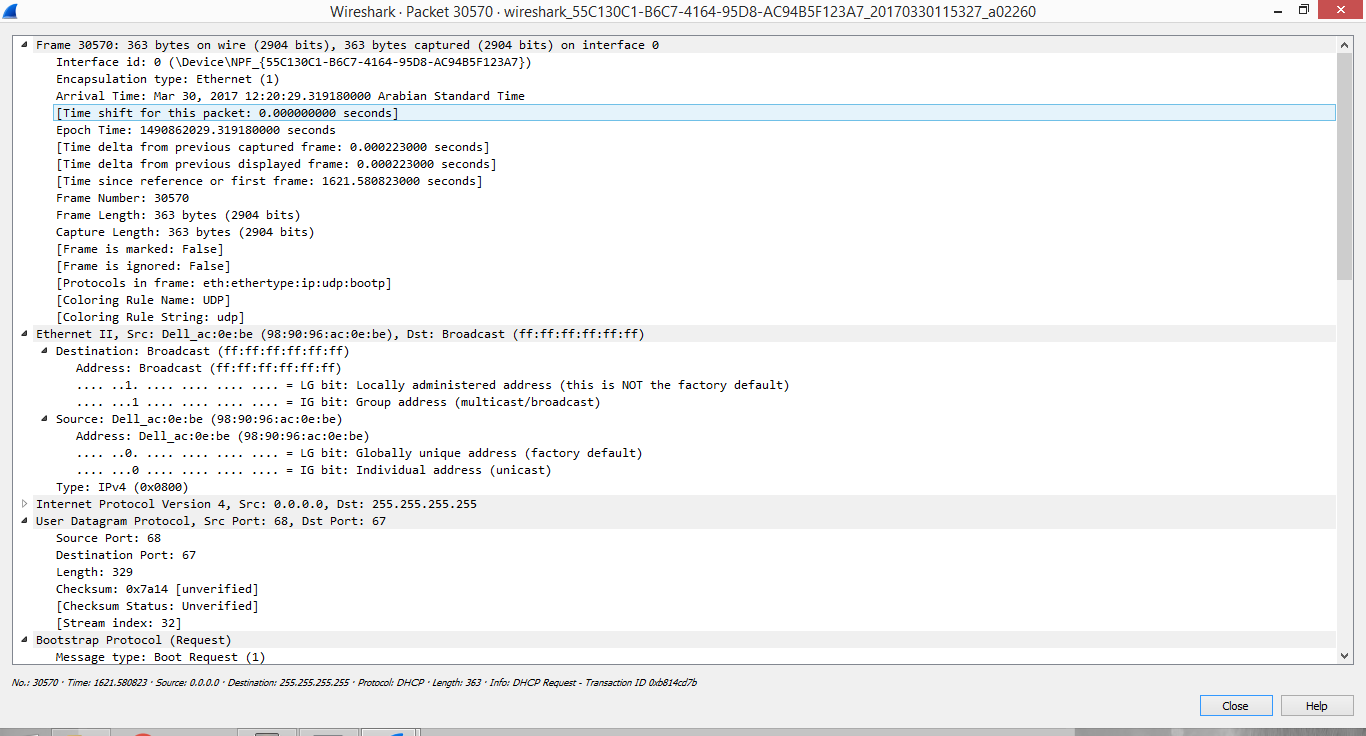 Wireshark · Packet 30570 · wireshark_55C130C1-B6C7-4164-95D8-AC94B5F123A7_20170330115327_a02260
Frame 30570: 363 bytes on wire (2904 bits), 363 bytes captured (2904 bits) on interface 0
Interface id: 0 (\Device\NPF_{55C130C1-B6C7-4164-95D8-AC94B5F123A7})
Encapsulation type: Ethernet (1)
Arrival Time: Mar 30, 2017 12:20:29.319180000 Arabian Standard Time
[Time shift for this packet: 0.000000000 seconds]
Epoch Time: 1490862029.319180000 seconds
[Time delta from previous captured frame: 0.000223000 seconds]
[Time delta from previous displayed frame: 0.000223000 seconds]
[Time since reference or first frame: 1621.580823000 seconds]
Frame Number: 30570
Frame Length: 363 bytes (2904 bits)
Capture Length: 363 bytes (2904 bits)
[Frame is marked: False]
[Frame is ignored: False]
[Protocols in frame: eth:ethertype:ip:udp:bootp]
[Coloring Rule Name: UDP]
[Coloring Rule String: udp]
Ethernet II, Src: Dell_ac:0e:be (98:90:96:ac:0e:be), Dst: Broadcast (ff:ff:ff:ff:ff:ff)
Destination: Broadcast (ff:ff:ff:ff:ff:ff)
Address: Broadcast (ff:ff:ff:ff:ff:ff)
.... ..1. .... .... .... .... = LG bit: Locally administered address (this is NOT the factory default)
.... ...1 .... .... .... .... = IG bit: Group address (multicast/broadcast)
Source: Dell_ac:0e:be (98:90:96:ac:0e:be)
Address: Dell_ac:0e:be (98:90:96:ac:0e:be)
.... ..0. .... .... .... .... = LG bit: Globally unique address (factory default)
.... ...0 .... .... .... .... = IG bit: Individual address (unicast)
Type: IPv4 (0x0800)
Internet Protocol Version 4, Src: 0.0.0.0, Dst: 255.255.255.255
User Datagram Protocol, Src Port: 68, Dst Port: 67
Source Port: 68
Destination Port: 67
Length: 329
Checksum: 0x7a14 [unverified]
[Checksum Status: Unverified]
[Stream index: 32]
Bootstrap Protocol (Request)
Message type: Boot Request (1)
No.: 30570 · Time: 1621.580823 · Source: 0.0.0.0 · Destination: 255.255.255.255 · Protocol: DHCP · Length: 363 · Info: DHCP Request - Transaction ID 0xb814cd7b
Close
Help